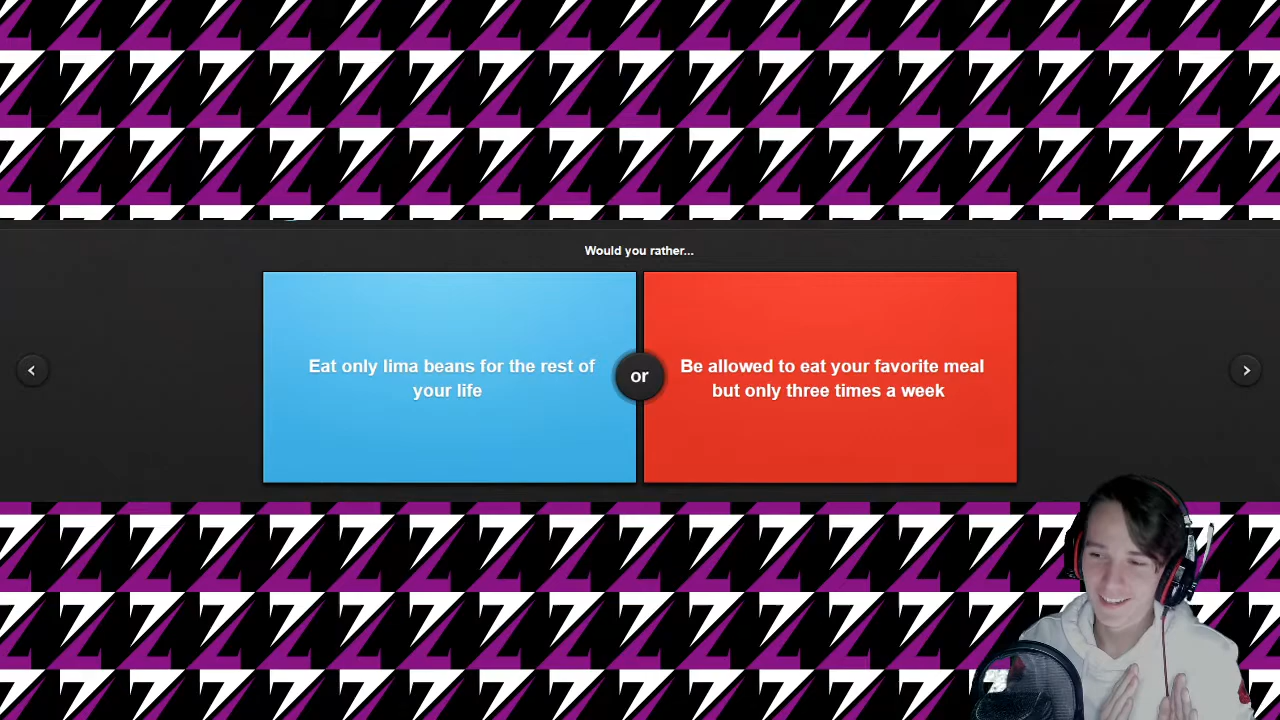 Would you rather...
Eat only lima beans for the rest of
your life
or
Be allowed to eat your favorite meal
but only three times a week